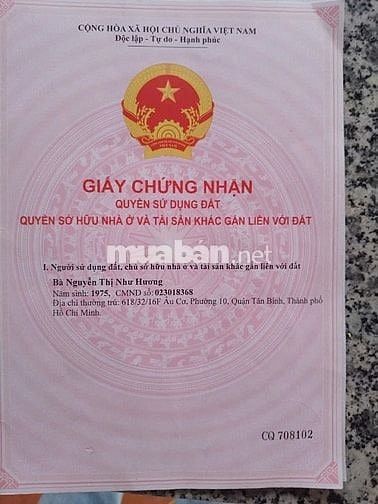 CỘNG HÒA XÃ HỘI CHỦ NGHĨA VIỆT NAM
Độc lập - Tự do - Hạnh phúc
GIẤY CHỨNG NHẬN
QUYỀN SỬ DỤNG ĐẤT
QUYỀN SỞ HỮU NHÀ Ở VÀ TÀI SẢN KHÁC GẮN LIỀN VỚI ĐẤT
muaban.net
I. Người sử dụng đất, chủ sở hữu nhà ở và tài sản khác gắn liền với đất
Bà Nguyễn Thị Như Hương
Năm sinh: 1975, CMND số: 023018368
Địa chỉ thường trú: 618/32/16F Âu Cơ, Phường 10, Quận Tân Bình, Thành phố
Hồ Chí Minh.
CQ 708102